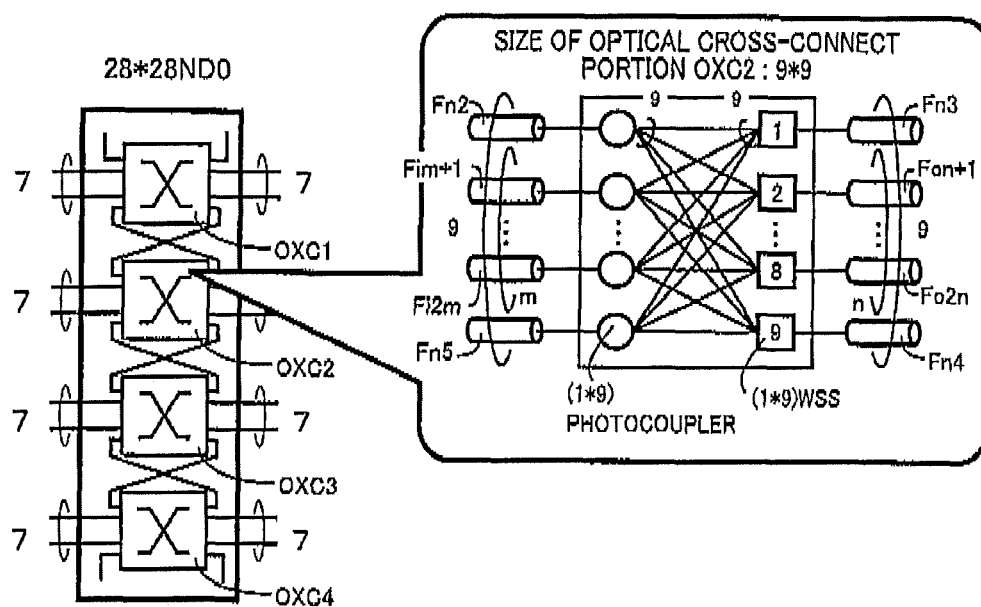 28*28ND0
7
7
OXC1
7
7
OXC2
7
7
OXC3
7
7
OXC4
SIZE OF OPTICAL CROSS-CONNECT
PORTION OXC2 : 9*9
9 9
Fn2
1
Fn3
Fim+1
2
Fon+1
9
9
Fi2m
m
8
n
Fo2n
Fn5
9
Fn4
(1*9)
(1*9)WSS
PHOTOCOUPLER